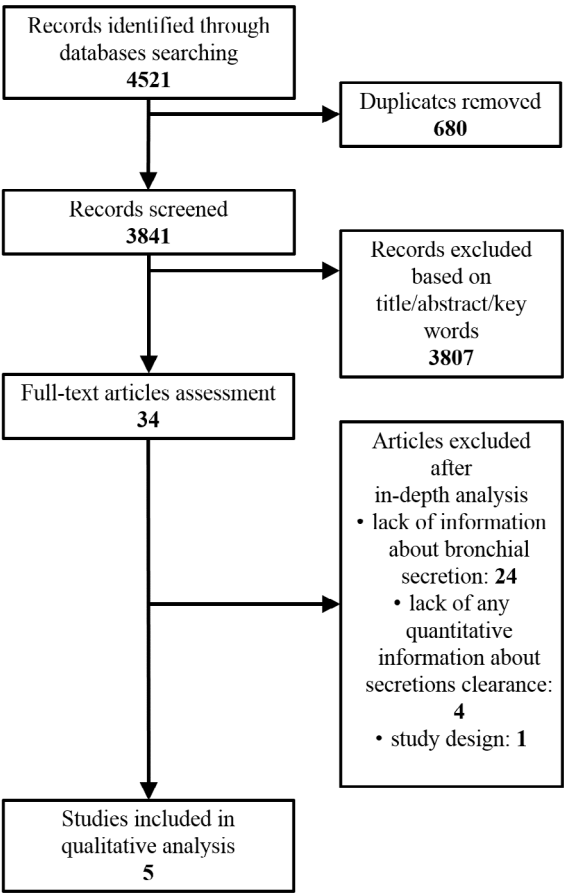 Records identified through
databases searching
4521
Duplicates removed
680
Records screened
3841
Records excluded
based on
title/abstract/key
words
3807
Full-text articles assessment
34
Articles excluded
after
in-depth analysis
• lack of information
about bronchial
secretion: 24
• lack of any
quantitative
information about
secretions clearance:
4
• study design: 1
Studies included in
qualitative analysis
5